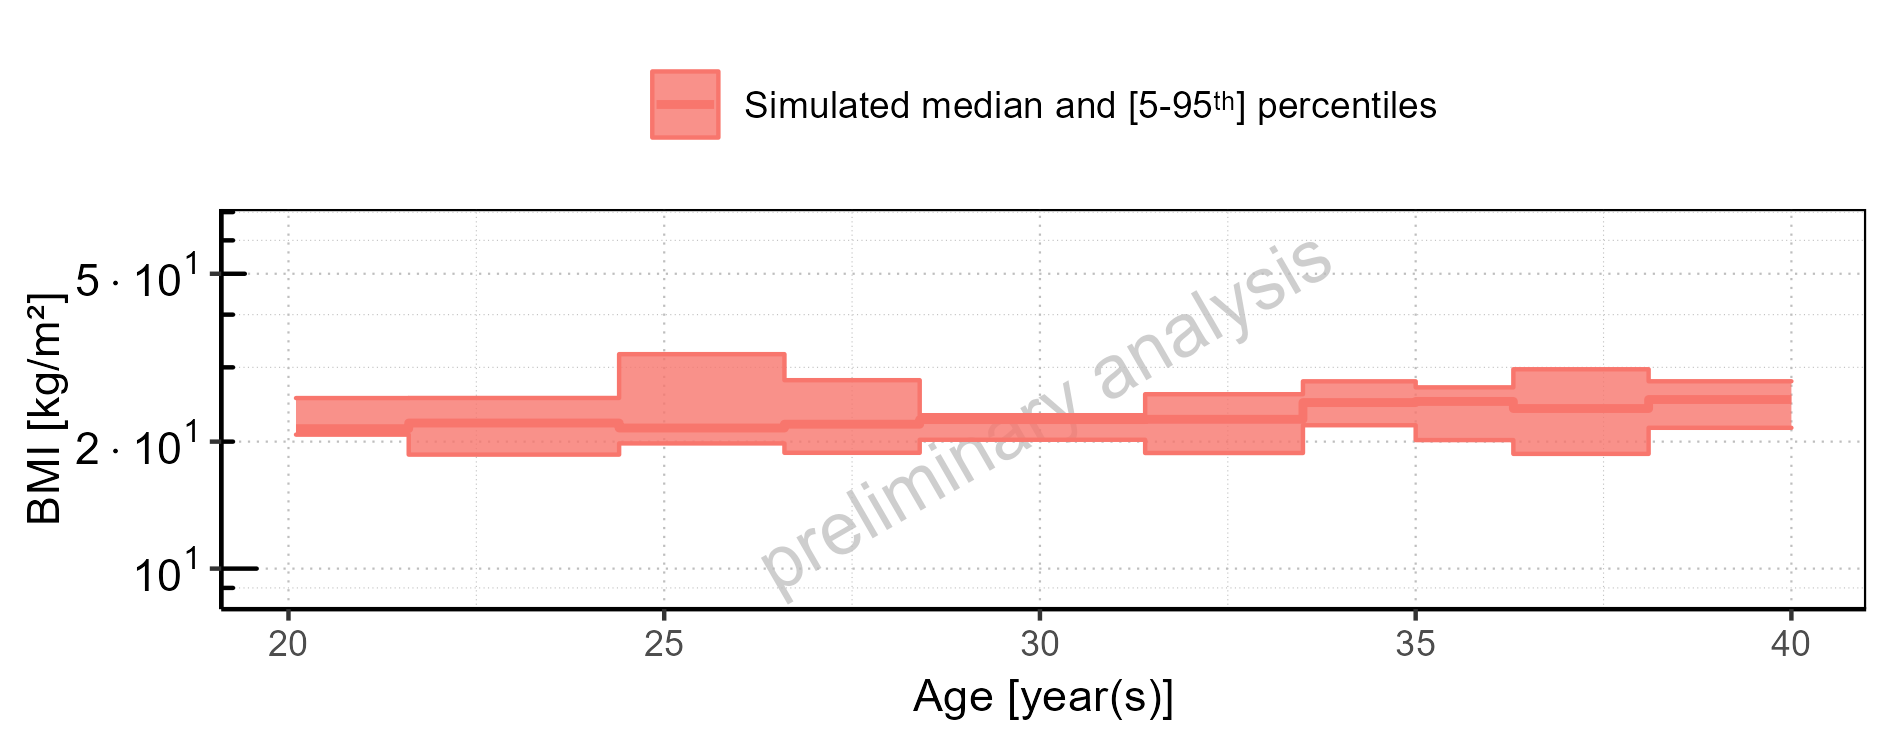 Simulated median and [5-95th] percentiles
BMI [kg/m²]
5 · 10¹
2 · 10¹
10¹
preliminary analysis
20 25 30 35 40
Age [year(s)]